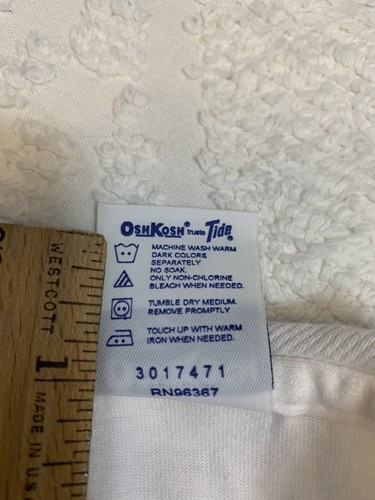 OSHKOSH® trusts Tide®
MACHINE WASH WARM
DARK COLORS
SEPARATELY
NO SOAK.
ONLY NON-CHLORINE
BLEACH WHEN NEEDED.
TUMBLE DRY MEDIUM.
REMOVE PROMPTLY
TOUCH UP WITH WARM
IRON WHEN NEEDED.
3017471
RN96367
WESTCOTT
1
MADE IN U.S.A